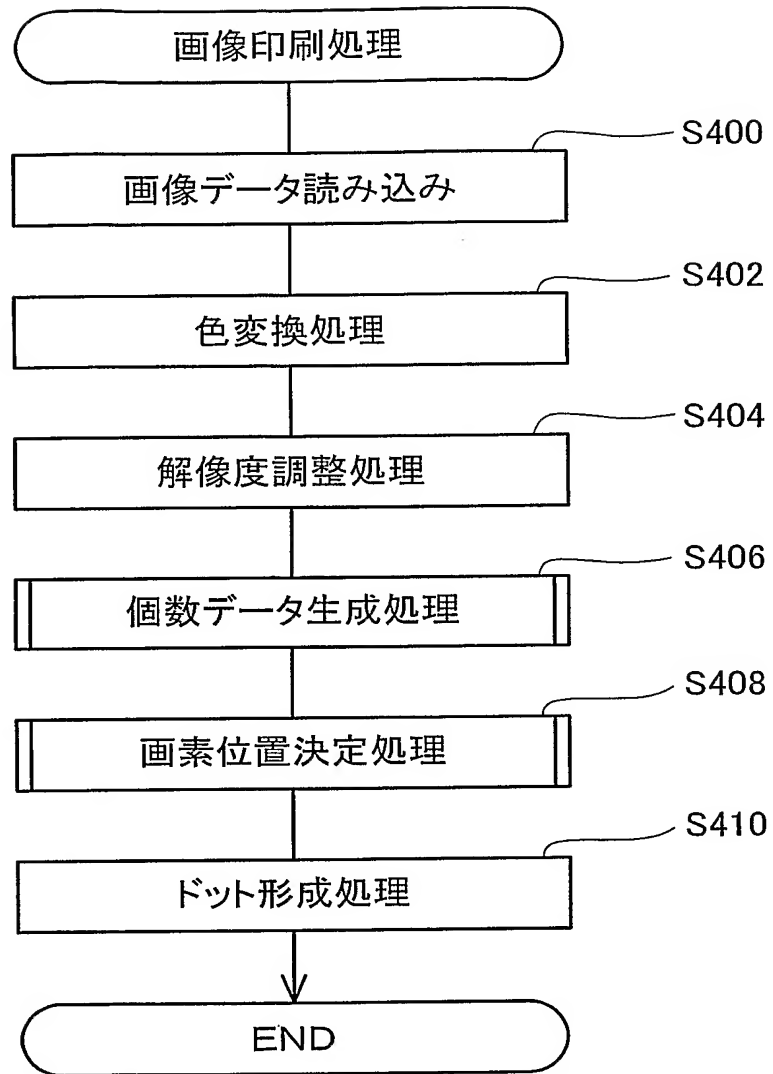 画像印刷処理
S400
画像データ読み込み
S402
色変換処理
S404
解像度調整処理
S406
個数データ生成処理
S408
画素位置決定処理
S410
ドット形成処理
END